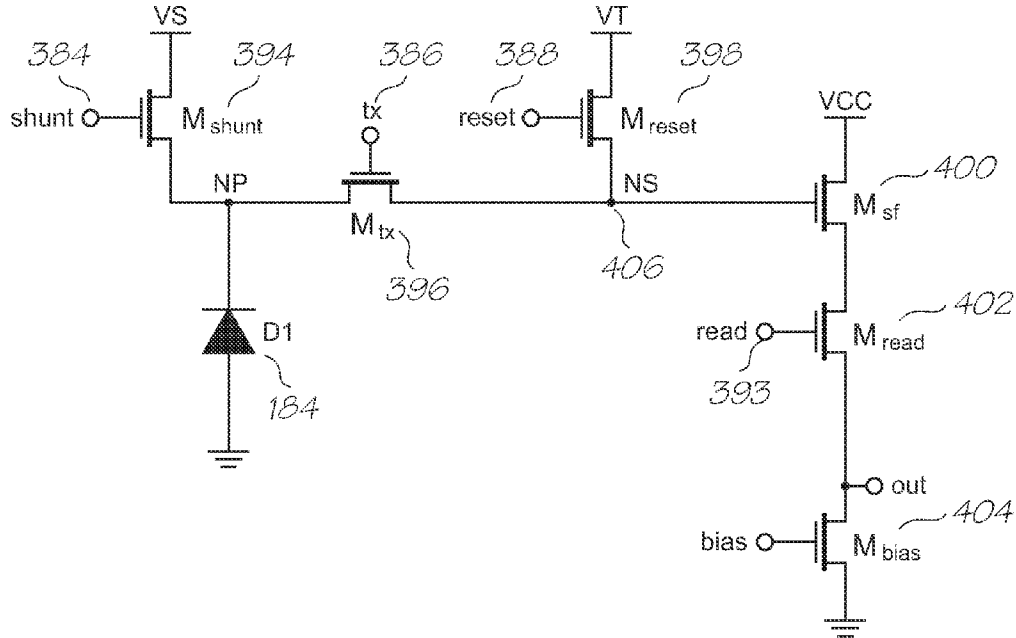 VS
VT
384
394
386
388
398
shunt
M shunt
tx
reset
M reset
VCC
NP
NS
400
M sf
M tx
396
406
402
D1
read
M read
393
184
out
404
bias
M bias